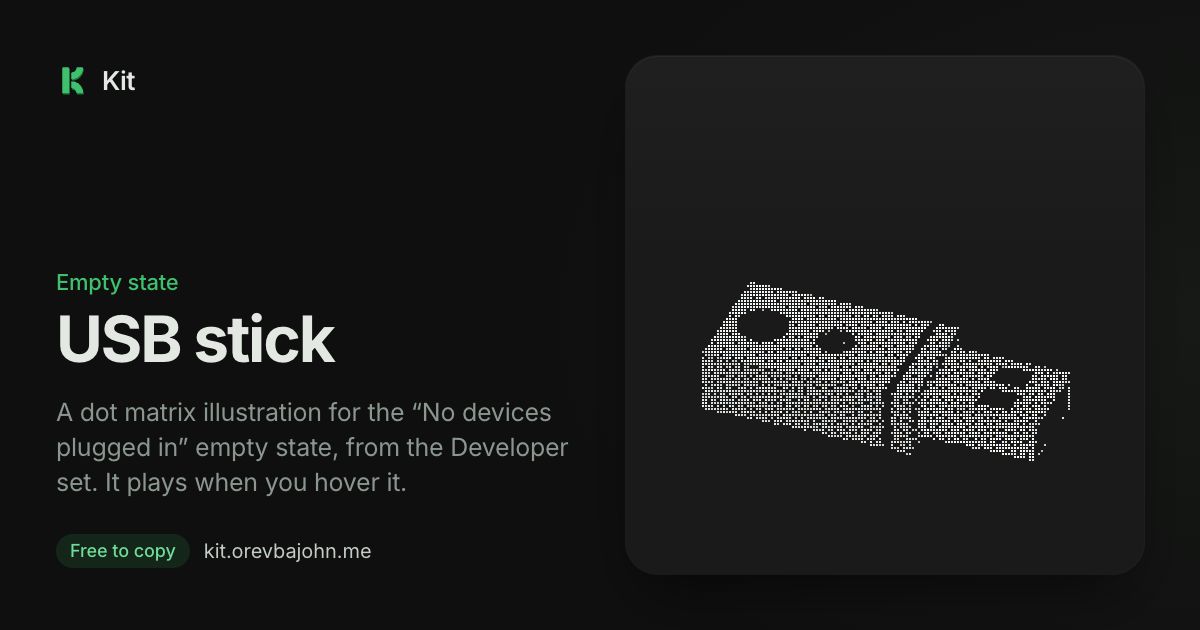 Kit
Empty state
USB stick
A dot matrix illustration for the “No devices
plugged in” empty state, from the Developer
set. It plays when you hover it.
Free to copy
kit.orevbajohn.me